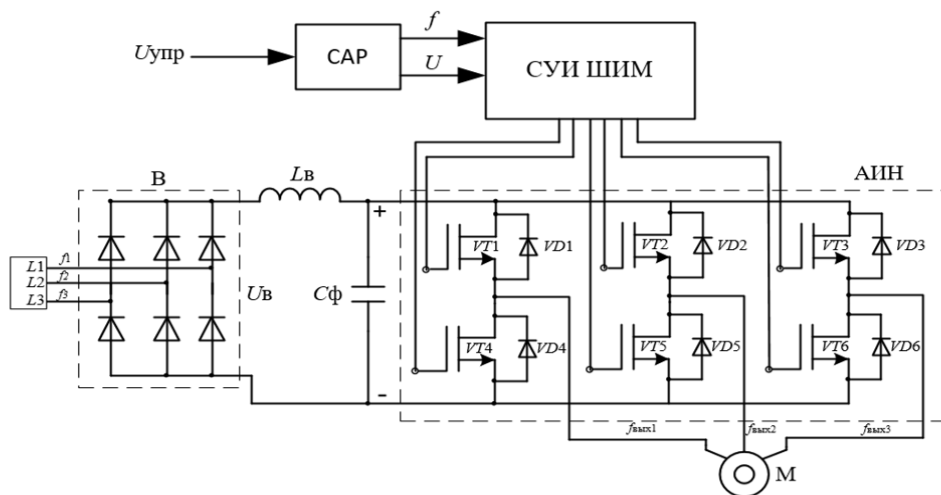 f
Uупр
САР
U
СУИ ШИМ
АИН
В
Lв
+
VT1
VD1
VT2
VD2
VT3
VD3
L1
f1
L2
f2
L3
f3
Uв
Cф
VT4
VD4
VT5
VD5
VT6
VD6
-
fвых1
fвых2
fвых3
М